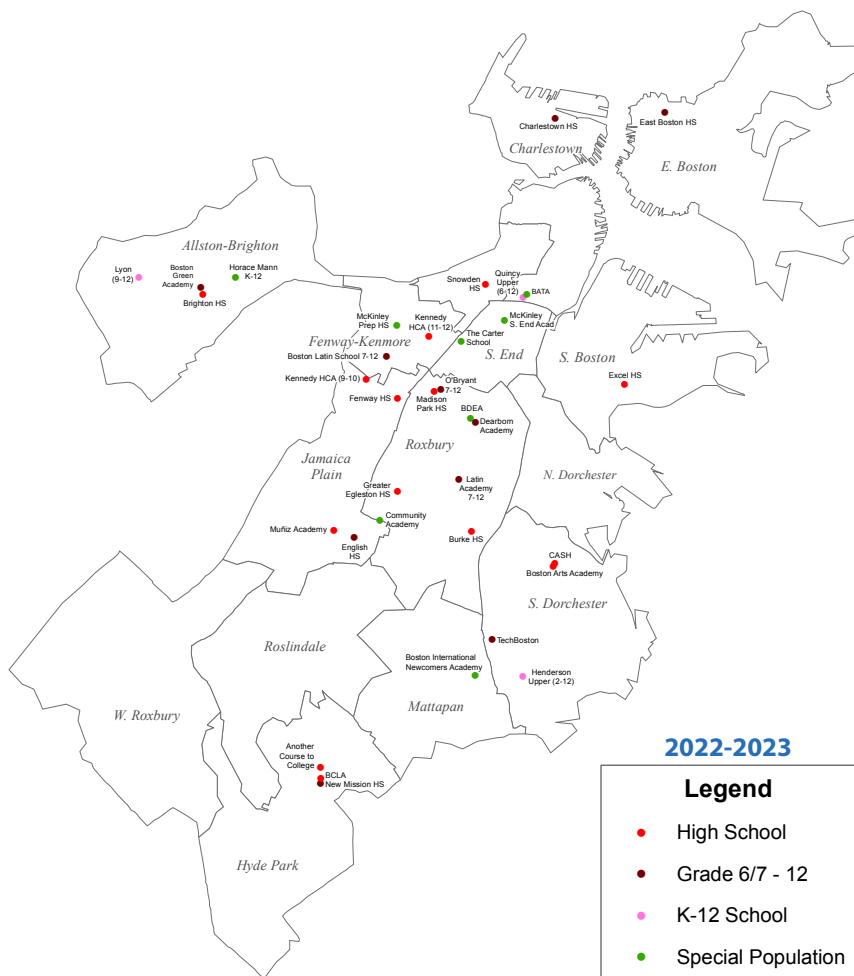 Charlestown HS
Charlestown
East Boston HS
E. Boston
Allston-Brighton
Lyon
(9-12)
Boston
Green
Academy
Horace Mann
K-12
Brighton HS
Snowden
HS
Quincy
Upper
(6-12)
BATA
McKinley
Prep HS
Kennedy
HCA (11-12)
McKinley
S. End Acad
The Carter
School
Fenway-Kenmore
S. End
Boston Latin School 7-12
S. Boston
Excel HS
Kennedy HCA (9-10)
Fenway HS
O'Bryant
7-12
Madison
Park HS
BDEA
Dearborn
Academy
Roxbury
Jamaica
Plain
Greater
Egleston HS
Latin
Academy
7-12
N. Dorchester
Community
Academy
Muñiz Academy
English
HS
Burke HS
CASH
Boston Arts Academy
S. Dorchester
Roslindale
TechBoston
Boston International
Newcomers Academy
Henderson
Upper (2-12)
Mattapan
W. Roxbury
Another
Course to
College
BCLA
New Mission HS
Hyde Park
2022-2023
Legend
High School
Grade 6/7 - 12
K-12 School
Special Population